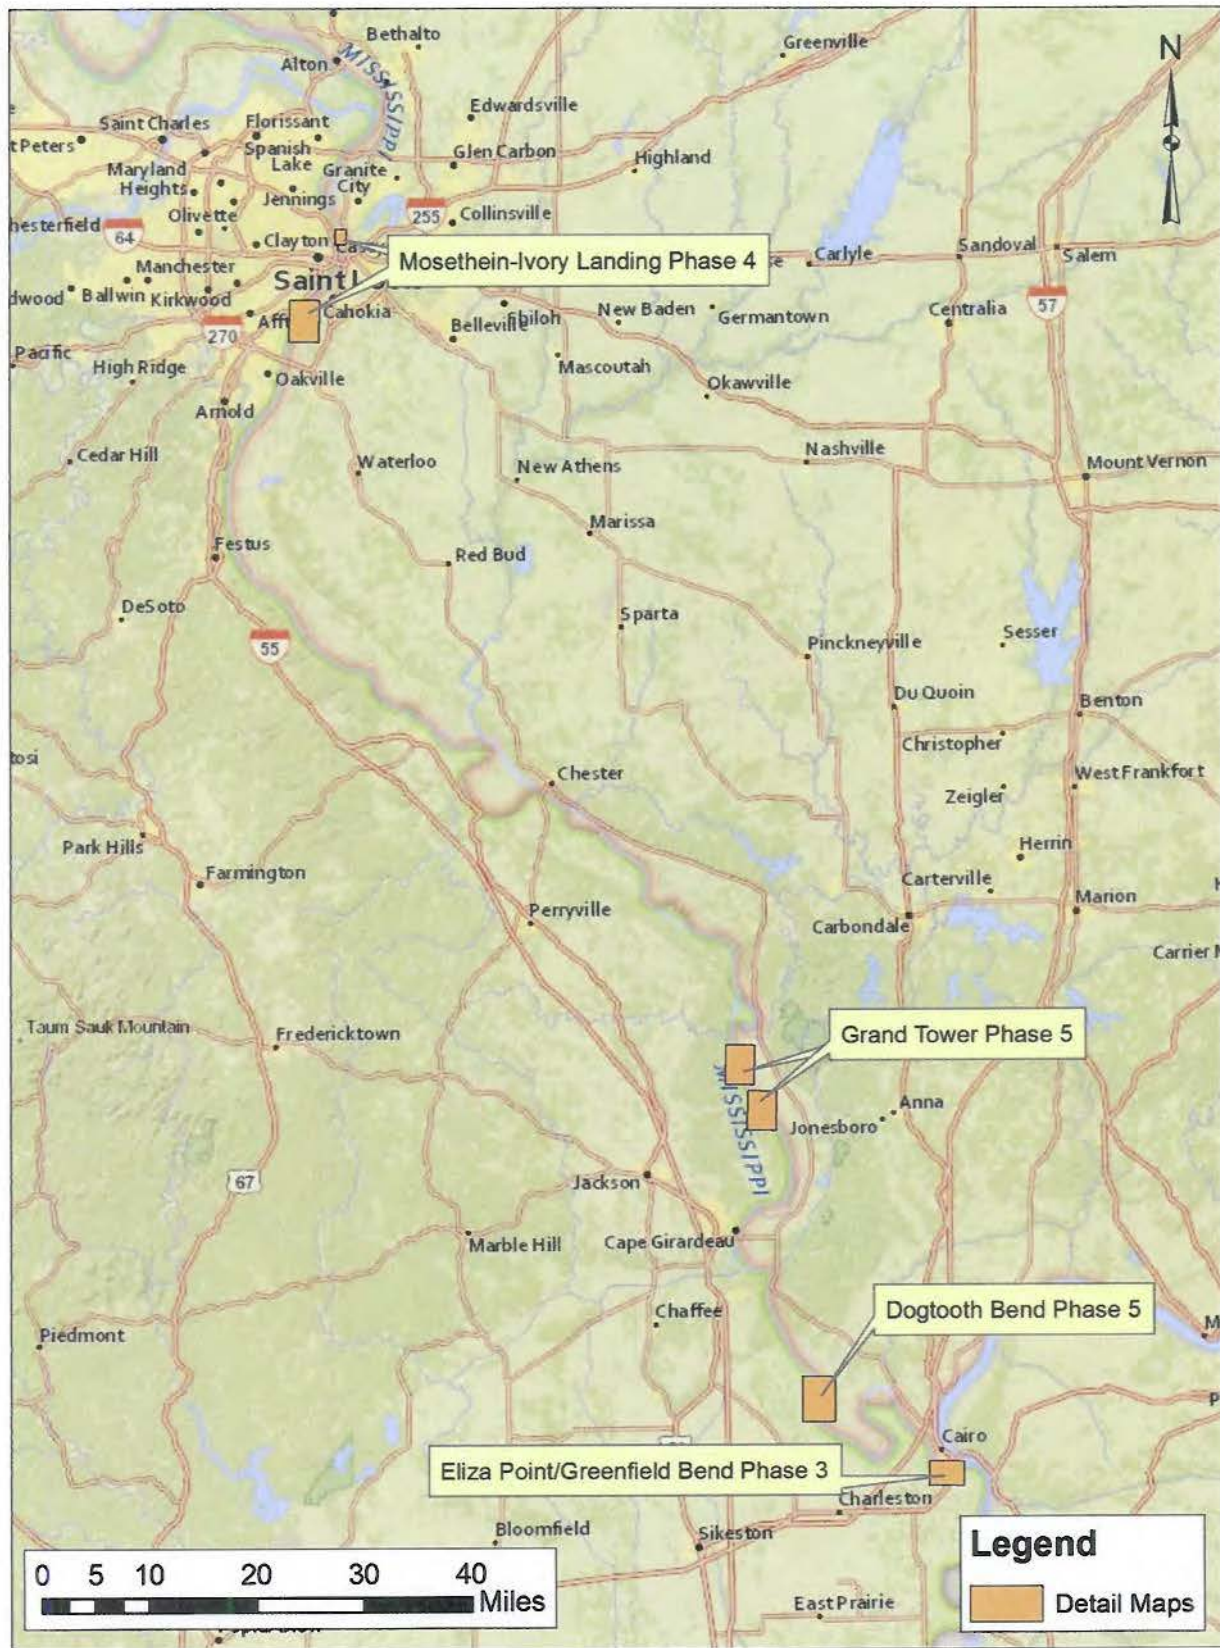 Bethalto
Greenville
N
Alton
MISSISSIPPI
Edwardsville
Saint Charles
Florissant
t Peters
Spanish
Lake
Glen Carbon
Highland
Maryland
Heights
Granite
City
Jennings
Olivette
255
Collinsville
hesterfield
64
Clayton
Sandoval
Salem
Mosethein-Ivory Landing Phase 4
Carlyle
Manchester
Saint L
dwood
Ballwin
Kirkwood
Afft
Cahokia
New Baden
Germantown
Centralia
57
270
Belleville
Shiloh
Pacific
High Ridge
Oakville
Mascoutah
Okawville
Arnold
Cedar Hill
Waterloo
New Athens
Nashville
Mount Vernon
Marissa
Festus
Red Bud
DeSoto
Sparta
55
Pinckneyville
Sesser
Du Quoin
Benton
Christopher
tosi
Chester
West Frankfort
Zeigler
Park Hills
Herrin
Farmington
Carterville
Marion
Perryville
Carbondale
Carrier M
Taum Sauk Mountain
Fredericktown
Grand Tower Phase 5
MISSISSIPPI
Anna
Jonesboro
Jackson
67
Marble Hill
Cape Girardeau
Chaffee
Dogtooth Bend Phase 5
Piedmont
M
P
Cairo
Eliza Point/Greenfield Bend Phase 3
Charleston
Bloomfield
Sikeston
Legend
0 5 10 20 30 40
Miles
Detail Maps
East Prairie